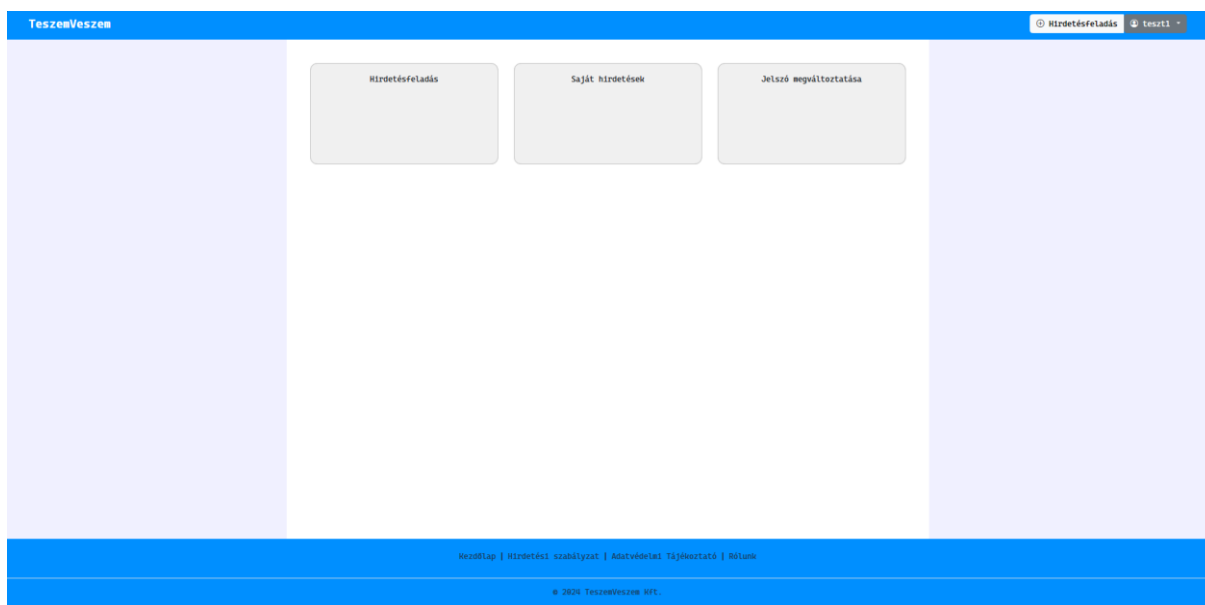 TeszemVeszem
Hirdetésfeladás teszt1
Hirdetésfeladás
Saját hirdetések
Jelszó megváltoztatása
Kezdőlap | Hirdetési szabályzat | Adatvédelmi Tájékoztató | Rólunk
© 2024 TeszemVeszem Kft.